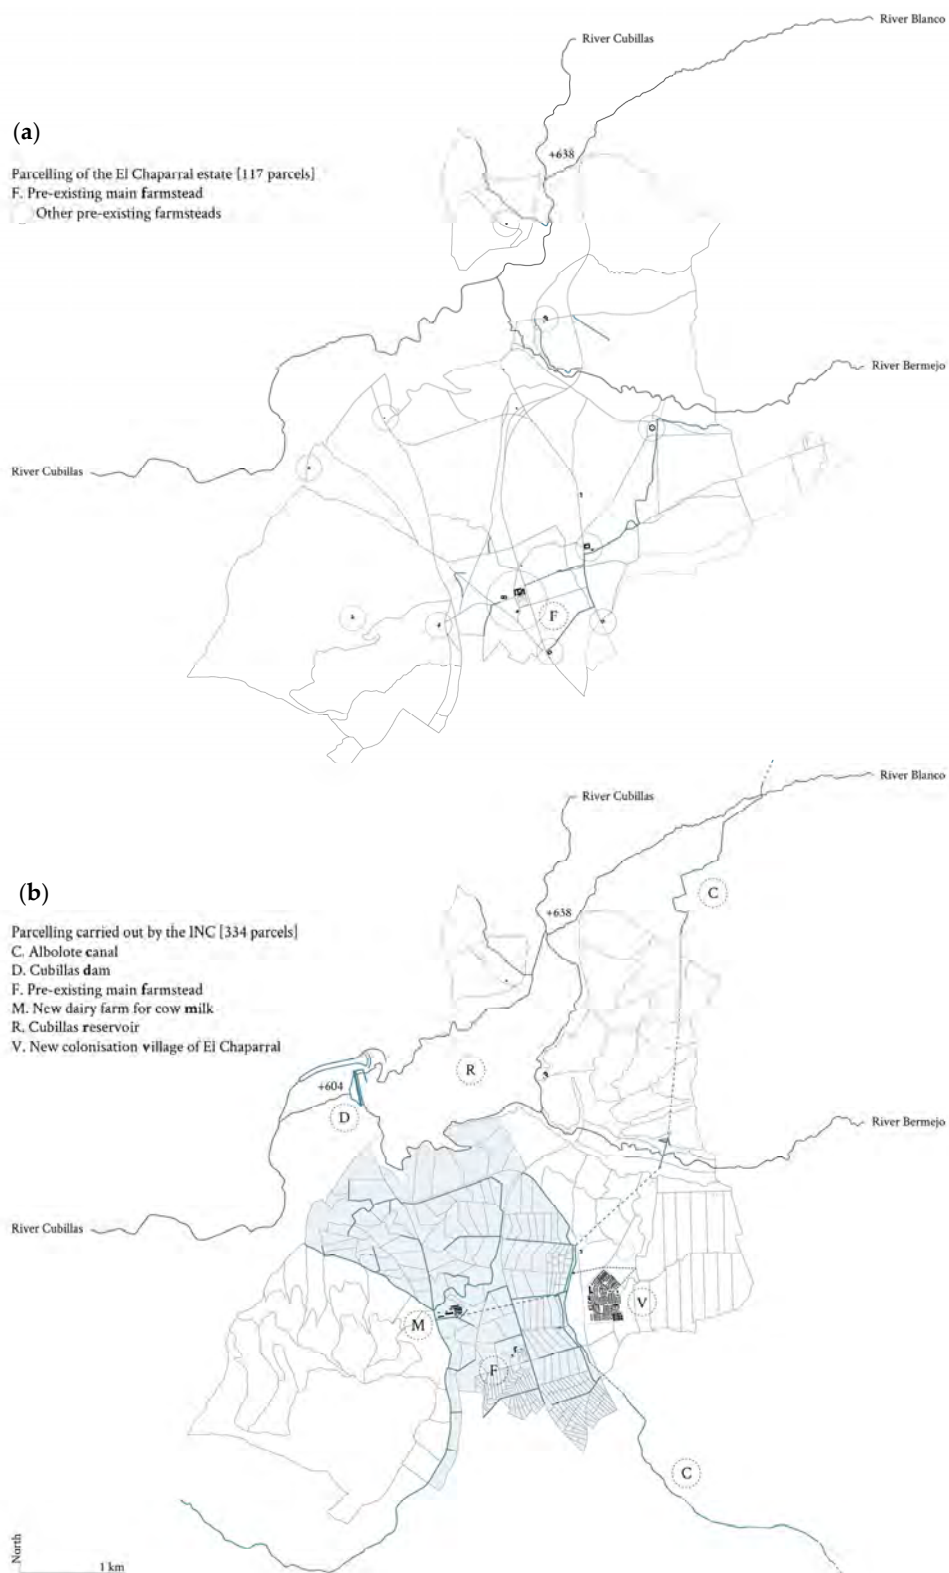 River Blanco
River Cubillas
(a)
+638
Parcelling of the El Chaparral estate [117 parcels]
F. Pre-existing main farmstead
Other pre-existing farmsteads
River Bermejo
River Cubillas
F
River Blanco
River Cubillas
(b)
C
+638
Parcelling carried out by the INC [334 parcels]
C. Albolote canal
D. Cubillas dam
F. Pre-existing main farmstead
M. New dairy farm for cow milk
R. Cubillas reservoir
V. New colonisation village of El Chaparral
R
+604
D
River Bermejo
River Cubillas
V
M
F
C
North
1 km